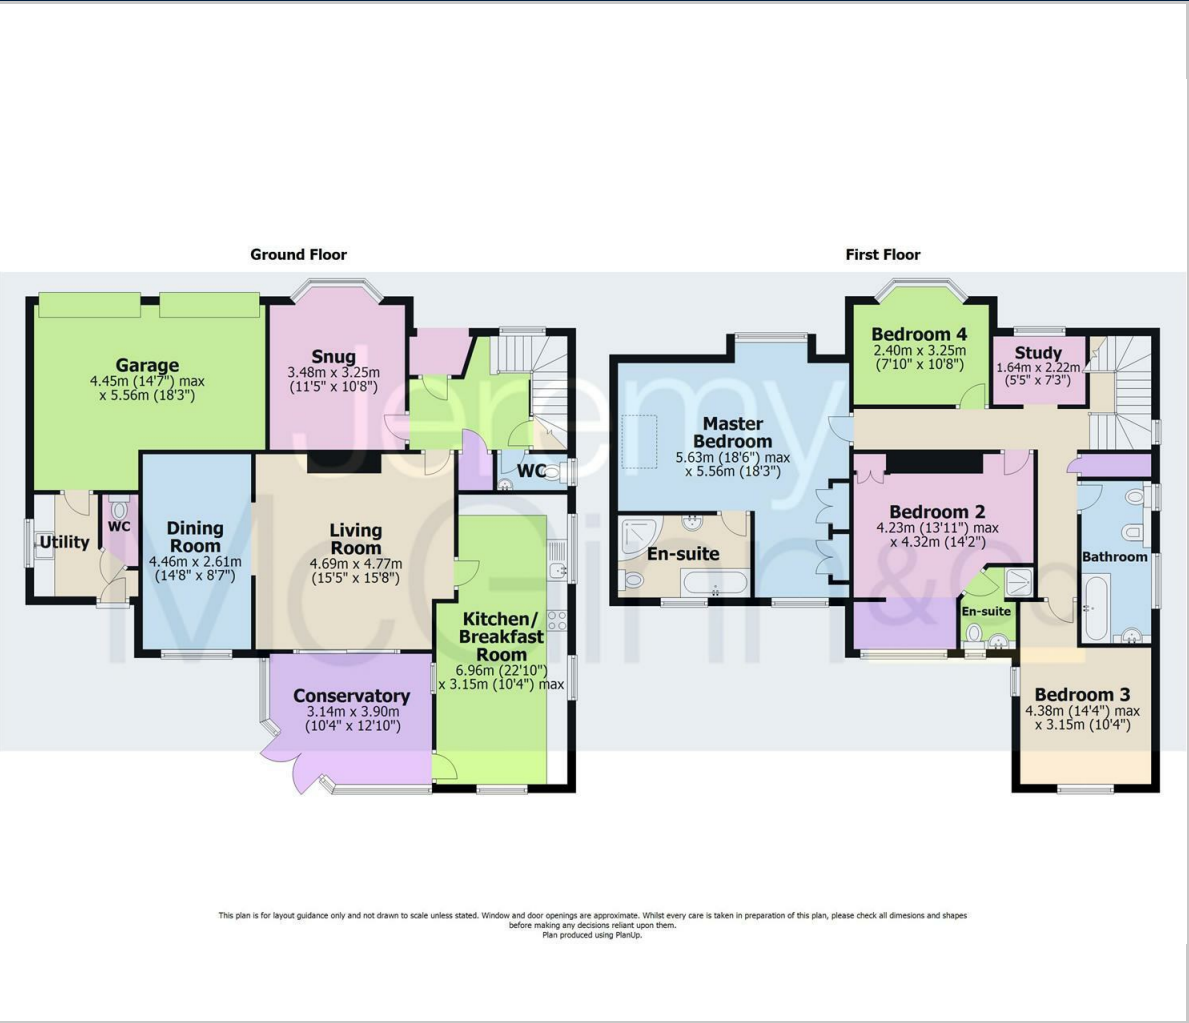 Ground Floor
First Floor
Garage
4.45m (14'7") max
x 5.56m (18'3")
Snug
3.48m x 3.25m
(11'5" x 10'8")
WC
Dining
Room
4.46m x 2.61m
(14'8" x 8'7")
Living
Room
4.69m x 4.77m
(15'5" x 15'8")
Utility
WC
Kitchen/
Breakfast
Room
6.96m (22'10")
x 3.15m (10'4") max
Conservatory
3.14m x 3.90m
(10'4" x 12'10")
Master
Bedroom
5.63m (18'6") max
x 5.56m (18'3")
Bedroom 4
2.40m x 3.25m
(7'10" x 10'8")
Study
1.64m x 2.22m
(5'5" x 7'3")
Bedroom 2
4.23m (13'11") max
x 4.32m (14'2")
En-suite
En-suite
Bathroom
Bedroom 3
4.38m (14'4") max
x 3.15m (10'4")
Jeremy
McGinn & Co
This plan is for layout guidance only and not drawn to scale unless stated. Window and door openings are approximate. Whilst every care is taken in preparation of this plan, please check all dimesions and shapes
before making any decisions reliant upon them.
Plan produced using PlanUp.